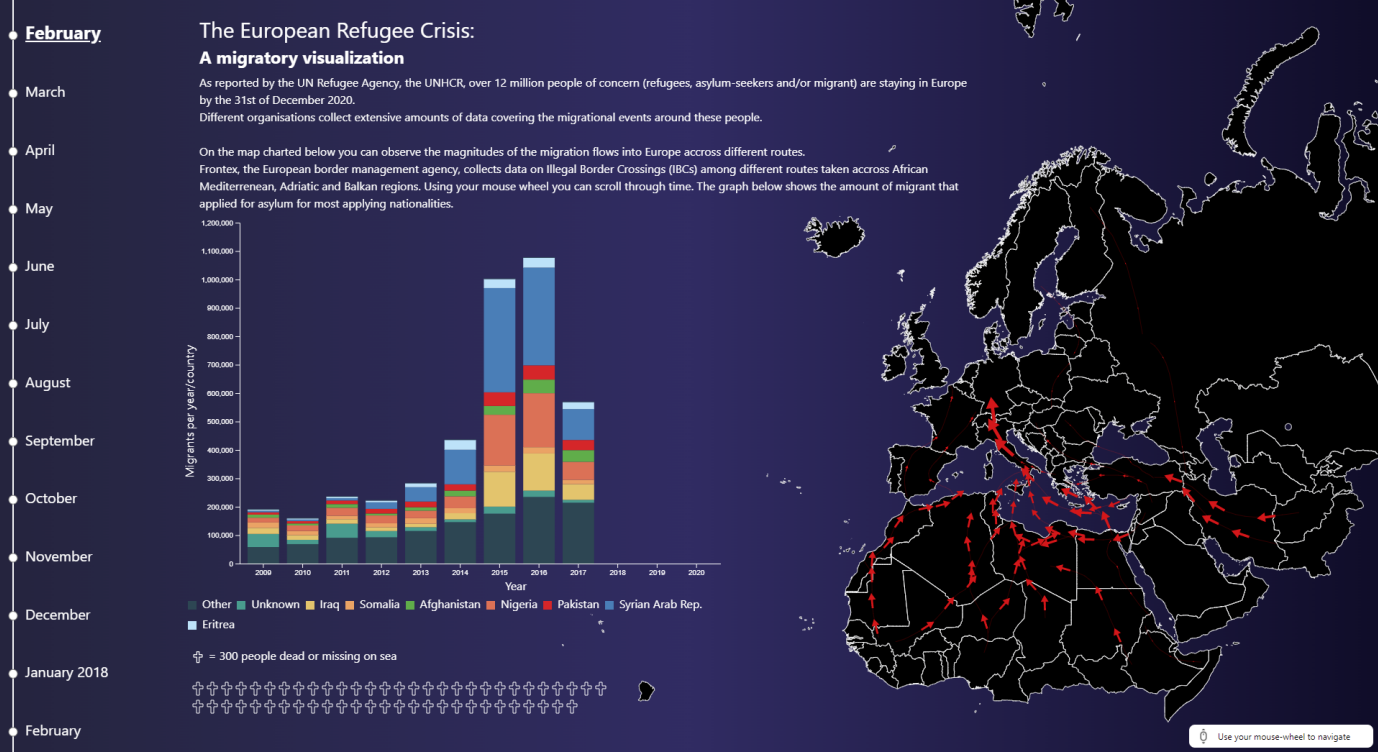 February
March
April
May
June
July
August
September
October
November
December
January 2018
February
The European Refugee Crisis:
A migratory visualization
As reported by the UN Refugee Agency, the UNHCR, over 12 million people of concern (refugees, asylum-seekers and/or migrant) are staying in Europe
by the 31st of December 2020.
Different organisations collect extensive amounts of data covering the migrational events around these people.
On the map charted below you can observe the magnitudes of the migration flows into Europe accross different routes.
Frontex, the European border management agency, collects data on Illegal Border Crossings (IBCs) among different routes taken accross African
Mediterrenean, Adriatic and Balkan regions. Using your mouse wheel you can scroll through time. The graph below shows the amount of migrant that
applied for asylum for most applying nationalities.
1,200,000
1,100,000
1,000,000
900,000
800,000
700,000
600,000
500,000
400,000
300,000
200,000
100,000
0
Migrants per year/country
2009 2010 2011 2012 2013 2014 2015 2016 2017 2018 2019 2020
Year
Other Unknown Iraq Somalia Afghanistan Nigeria Pakistan Syrian Arab Rep.
Eritrea
= 300 people dead or missing on sea
Use your mouse-wheel to navigate